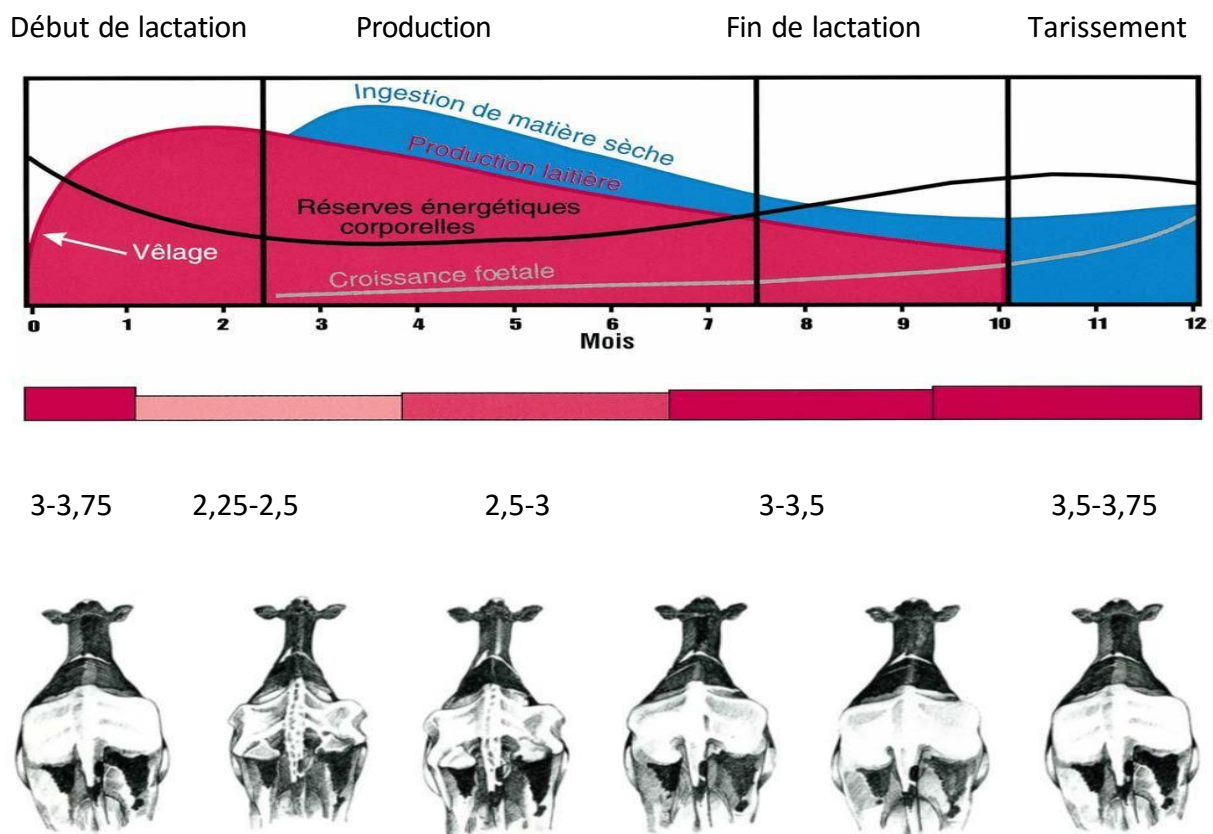 Début de lactation Production Fin de lactation Tarissement
Ingestion de matière sèche
Production laitière
Réserves énergétiques
corporelles
Vêlage
Croissance fœtale
0 1 2 3 4 5 6 7 8 9 10 11 12
Mois
3-3,75 2,25-2,5 2,5-3 3-3,5 3,5-3,75